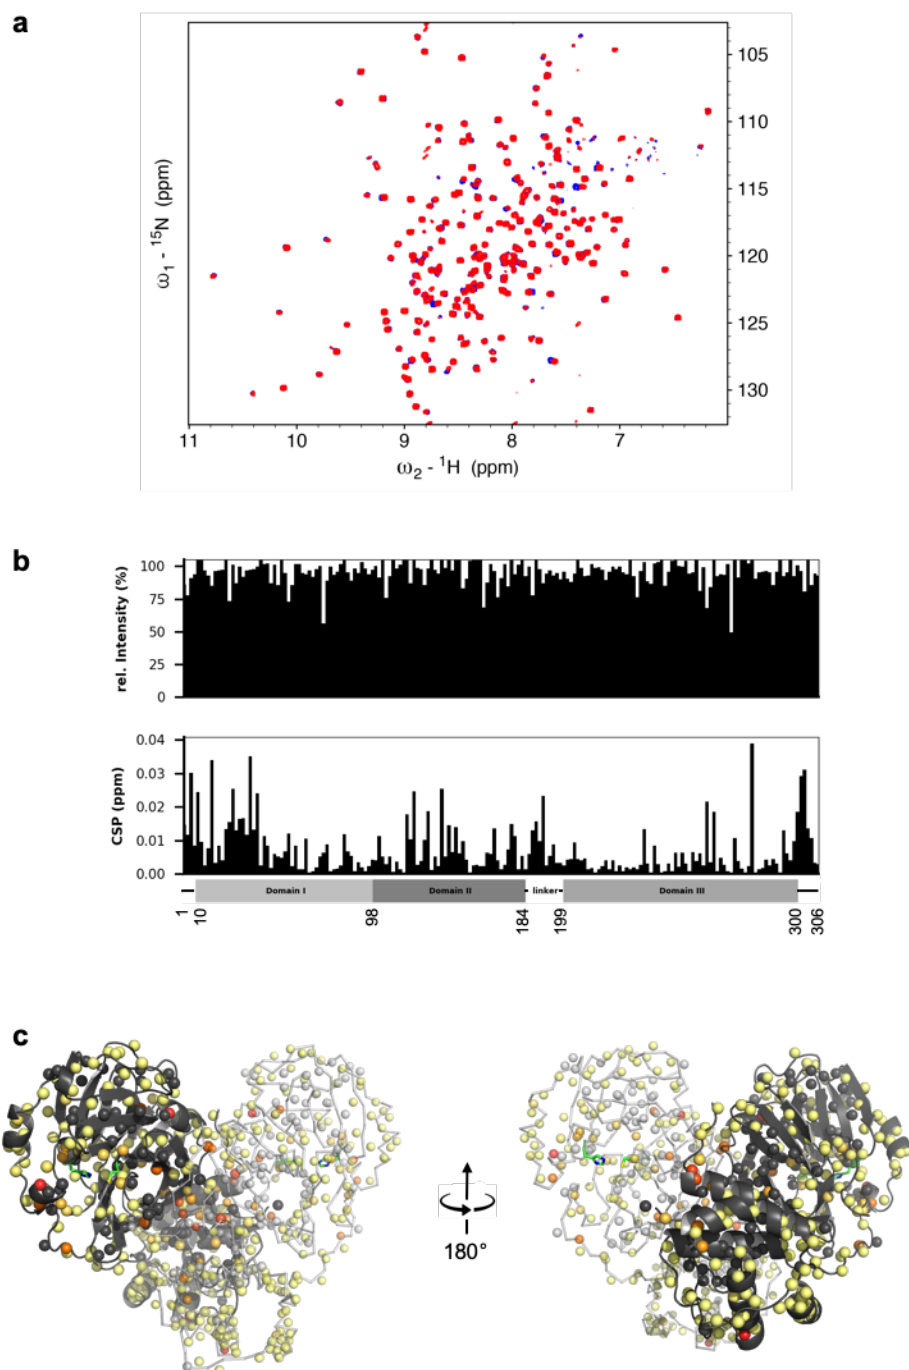 a
105
110
115
120
125
130
ω₁ - ¹⁵N (ppm)
11 10 9 8 7
ω₂ - ¹H (ppm)
b
100
75
50
25
0
rel. Intensity (%)
0.04
0.03
0.02
0.01
0.00
CSP (ppm)
Domain I Domain II linker Domain III
1 10 98 184 199 300 306
c
180°